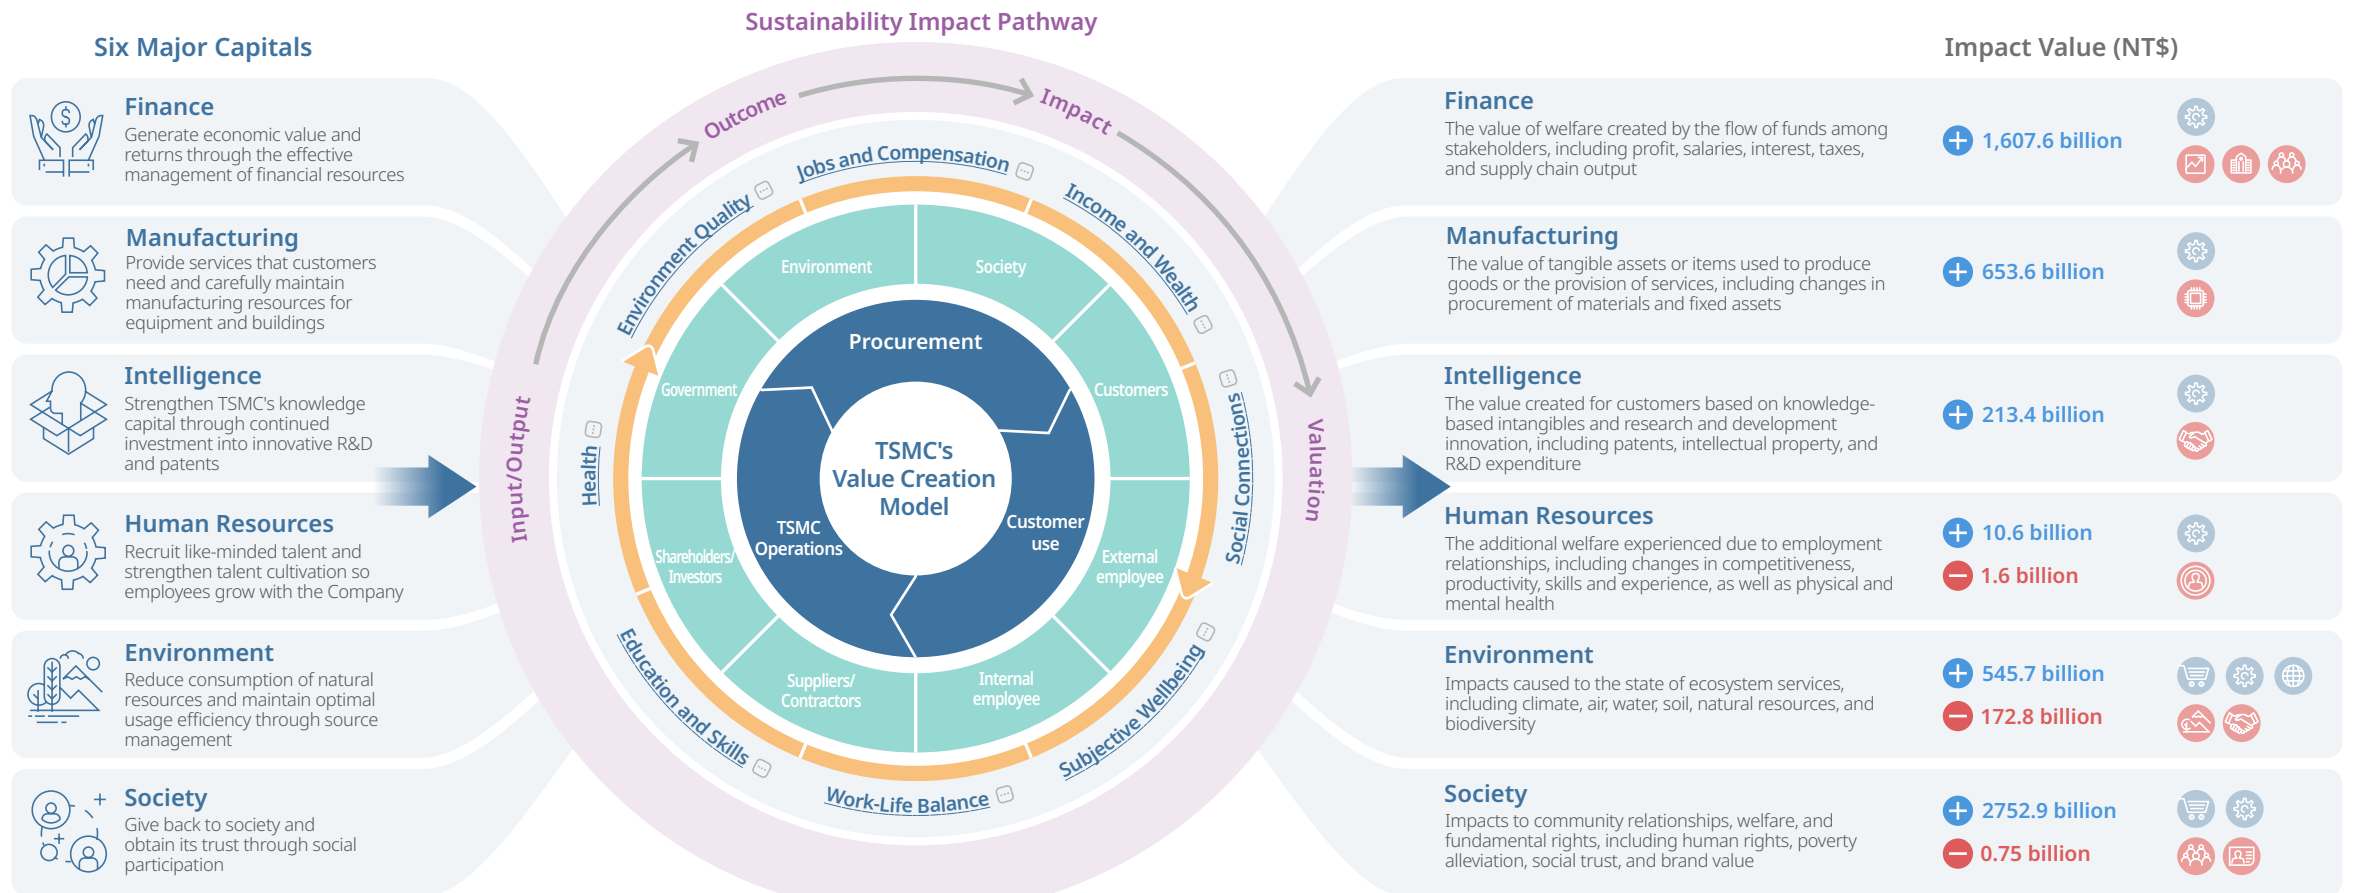 Sustainability Impact Pathway
Six Major Capitals
Finance
Generate economic value and
returns through the effective
management of financial resources
Manufacturing
Provide services that customers
need and carefully maintain
manufacturing resources for
equipment and buildings
Intelligence
Strengthen TSMC's knowledge
capital through continued
investment into innovative R&D
and patents
Human Resources
Recruit like-minded talent and
strengthen talent cultivation so
employees grow with the Company
Environment
Reduce consumption of natural
resources and maintain optimal
usage efficiency through source
management
Society
Give back to society and
obtain its trust through social
participation
Input/Output
Outcome
Impact
Valuation
Jobs and Compensation
Income and Wealth
Social Connections
Subjective Wellbeing
Work-Life Balance
Education and Skills
Health
Environment Quality
Environment
Society
Customers
External
employee
Internal
employee
Suppliers/
Contractors
Shareholders/
Investors
Government
Procurement
Customer
use
TSMC
Operations
TSMC's
Value Creation
Model
Impact Value (NT$)
Finance
The value of welfare created by the flow of funds among
stakeholders, including profit, salaries, interest, taxes,
and supply chain output
+ 1,607.6 billion
Manufacturing
The value of tangible assets or items used to produce
goods or the provision of services, including changes in
procurement of materials and fixed assets
+ 653.6 billion
Intelligence
The value created for customers based on knowledge-
based intangibles and research and development
innovation, including patents, intellectual property, and
R&D expenditure
+ 213.4 billion
Human Resources
The additional welfare experienced due to employment
relationships, including changes in competitiveness,
productivity, skills and experience, as well as physical and
mental health
+ 10.6 billion
− 1.6 billion
Environment
Impacts caused to the state of ecosystem services,
including climate, air, water, soil, natural resources, and
biodiversity
+ 545.7 billion
− 172.8 billion
Society
Impacts to community relationships, welfare, and
fundamental rights, including human rights, poverty
alleviation, social trust, and brand value
+ 2752.9 billion
− 0.75 billion